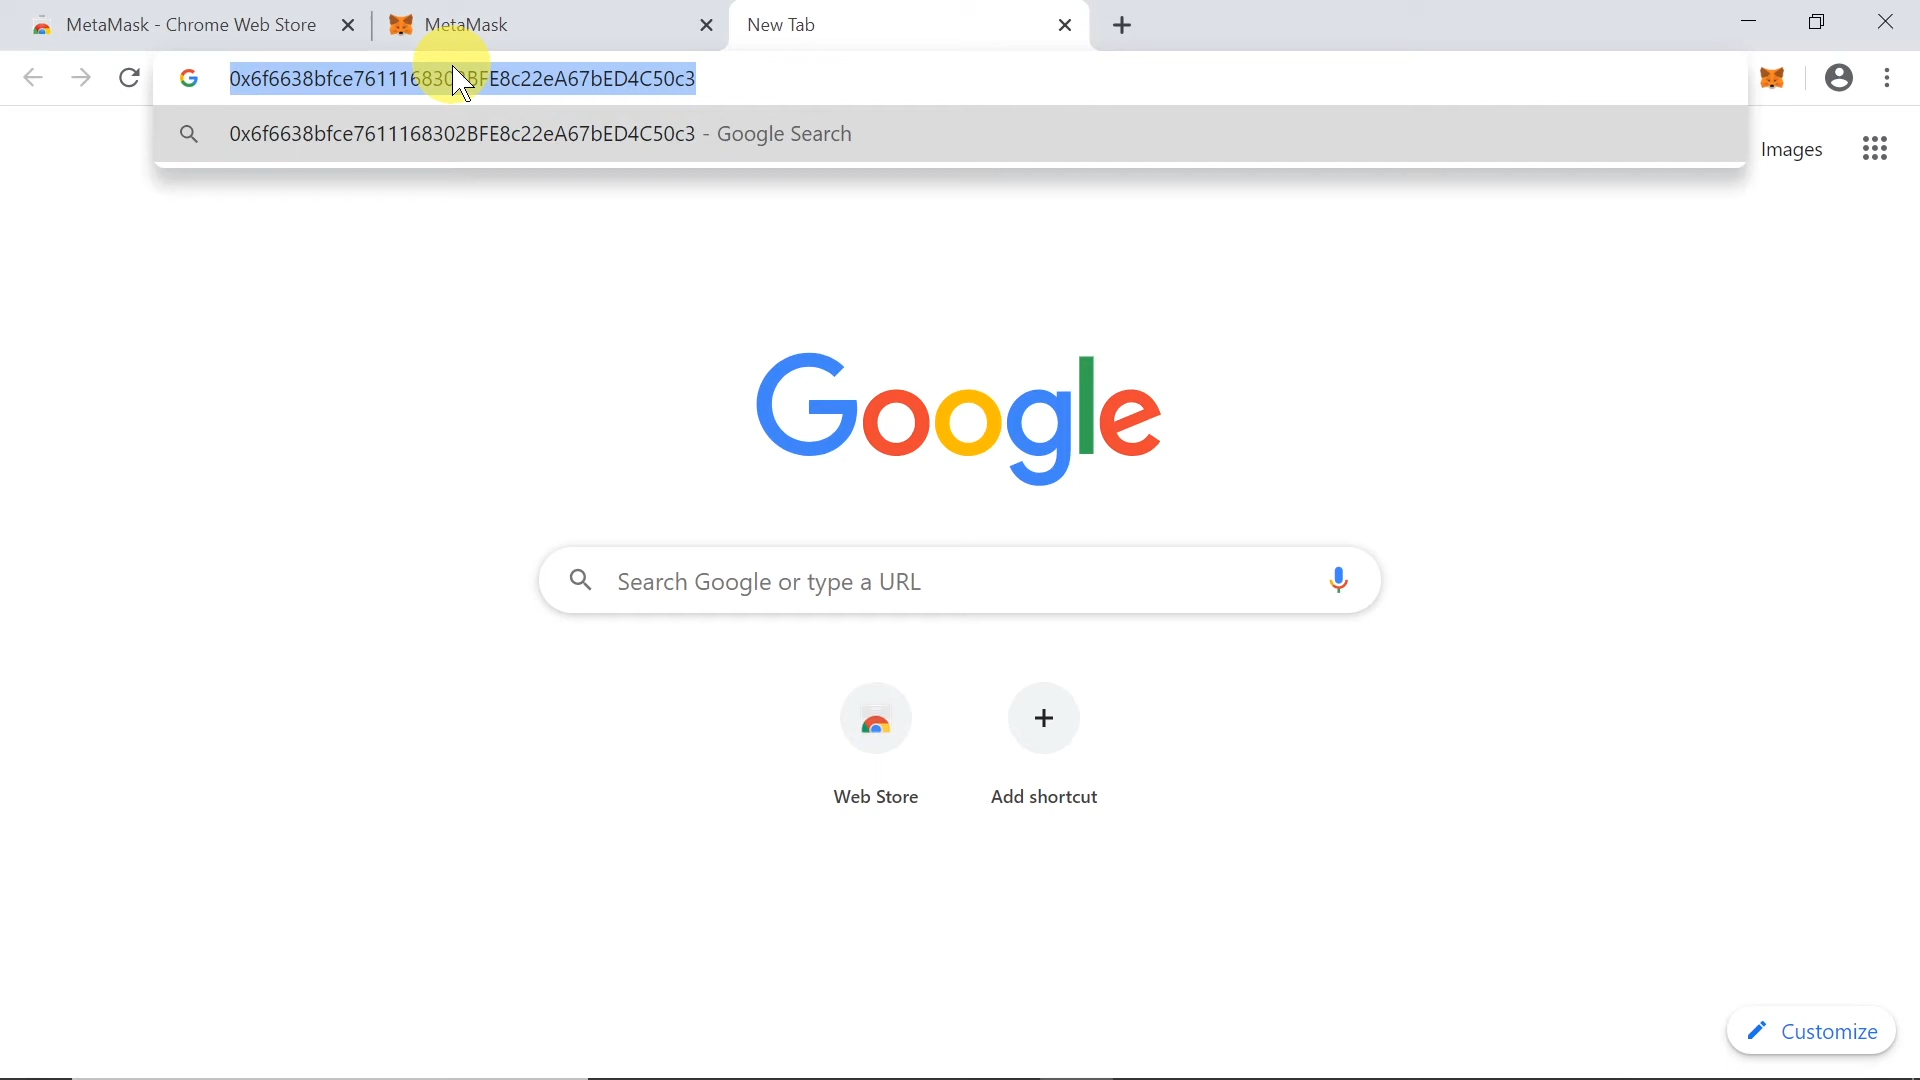 MetaMask - Chrome Web Store
MetaMask
New Tab
0x6f6638bfce7611168302BFE8c22eA67bED4C50c3
0x6f6638bfce7611168302BFE8c22eA67bED4C50c3 - Google Search
Images
Google
Search Google or type a URL
Web Store
Add shortcut
Customize